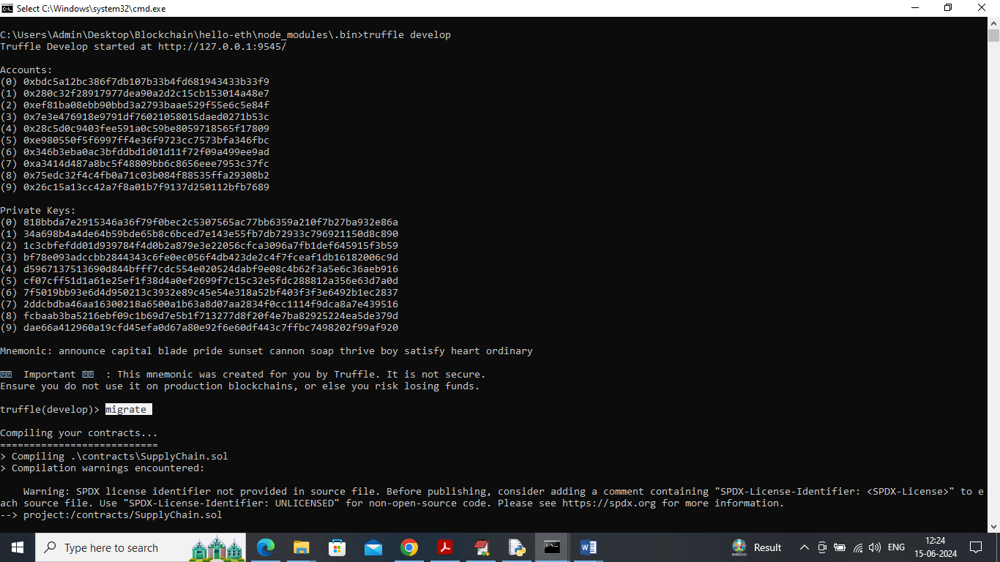 Select C:\Windows\system32\cmd.exe
C:\Users\Admin\Desktop\Blockchain\hello-eth\node_modules\.bin>truffle develop
Truffle Develop started at http://127.0.0.1:9545/
Accounts:
(0) 0xbdc5a12bc386f7db107b33b4fd681943433b33f9
(1) 0x280c32f28917977dea90a2d2c15cb153014a48e7
(2) 0xef81ba08ebb90bbd3a2793baae529f55e6c5e84f
(3) 0x7e3e476918e9791df76021058015daed0271b53c
(4) 0x28c5d0c9403fee591a0c59be8059718565f17809
(5) 0xe980550f5f6997ff4e36f9723cc7573bfa346fbc
(6) 0x346b3eba0ac3bfddbd1d01d11f72f09a499ee9ad
(7) 0xa3414d487a8bc5f48809bb6c8656eee7953c37fc
(8) 0x75edc32f4c4fb0a71c03b084f88535ffa29308b2
(9) 0x26c15a13cc42a7f8a01b7f9137d250112bfb7689
Private Keys:
(0) 818bbda7e2915346a36f79f0bec2c5307565ac77bb6359a210f7b27ba932e86a
(1) 34a698b4a4de64b59bde65b8c6bced7e143e55fb7db72933c796921150d8c890
(2) 1c3cbfefdd01d939784f4d0b2a879e3e22056cfca3096a7fb1def645915f3b59
(3) bf78e093adccbb2844343c6fe0ec056f4db423de2c4f7fceaf1db16182006c9d
(4) d5967137513690d844bfff7cdc554e020524dabf9e08c4b62f3a5e6c36aeb916
(5) cf07cff51d1a61e25ef1f38d4a0ef2699f7c15c32e5fdc288812a356e63d7a0d
(6) 7f5019bb93e6d4d950213c3932e89c45e54e318a52bf403f3f3e6492b1ec2837
(7) 2ddcbdba46aa16300218a6500a1b63a8d07aa2834f0cc1114f9dca8a7e439516
(8) fcbaab3ba5216ebf09c1b69d7e5b1f713277d8f20f4e7ba82925224ea5de379d
(9) dae66a412960a19cfd45efa0d67a80e92f6e60df443c7ffbc7498202f99af920
Mnemonic: announce capital blade pride sunset cannon soap thrive boy satisfy heart ordinary
Important : This mnemonic was created for you by Truffle. It is not secure.
Ensure you do not use it on production blockchains, or else you risk losing funds.
truffle(develop)> migrate
Compiling your contracts...
===========================
> Compiling .\contracts\SupplyChain.sol
> Compilation warnings encountered:
Warning: SPDX license identifier not provided in source file. Before publishing, consider adding a comment containing "SPDX-License-Identifier: <SPDX-License>" to e
ach source file. Use "SPDX-License-Identifier: UNLICENSED" for non-open-source code. Please see https://spdx.org for more information.
--> project:/contracts/SupplyChain.sol
Type here to search
Result
ENG
12:24
15-06-2024